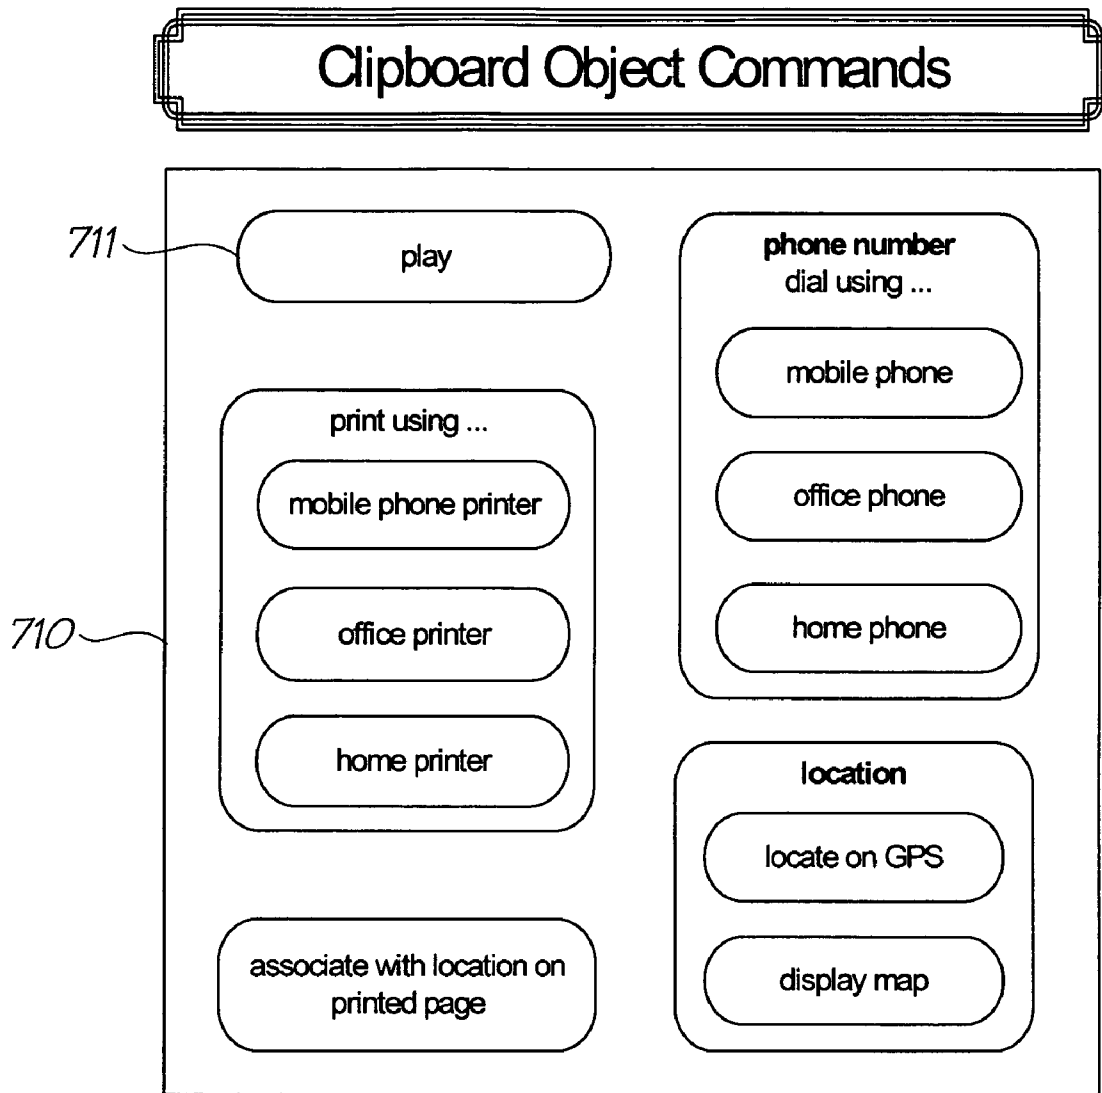 Clipboard Object Commands
711
play
print using ...
mobile phone printer
office printer
home printer
710
associate with location on
printed page
phone number
dial using ...
mobile phone
office phone
home phone
location
locate on GPS
display map